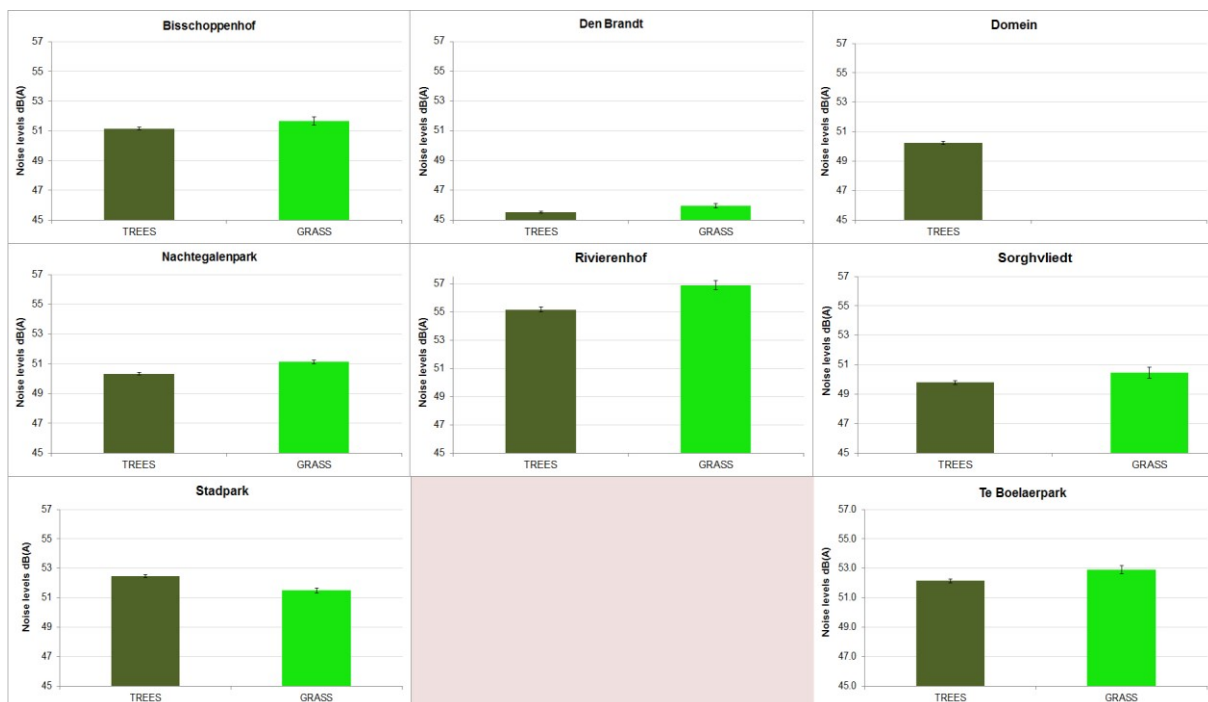 Bisschoppenhof
Noise levels dB(A)
57
55
53
51
49
47
45
TREES
GRASS
Den Brandt
Noise levels dB(A)
57
55
53
51
49
47
45
TREES
GRASS
Domein
Noise levels dB(A)
57
55
53
51
49
47
45
TREES
Nachtegalenpark
Noise levels dB(A)
57
55
53
51
49
47
45
TREES
GRASS
Rivierenhof
Noise levels dB(A)
57
55
53
51
49
47
45
TREES
GRASS
Sorghvliedt
Noise levels dB(A)
57
55
53
51
49
47
45
TREES
GRASS
Stadpark
Noise levels dB(A)
57
55
53
51
49
47
45
TREES
GRASS
Te Boelaerpark
Noise levels dB(A)
57.0
55.0
53.0
51.0
49.0
47.0
45.0
TREES
GRASS